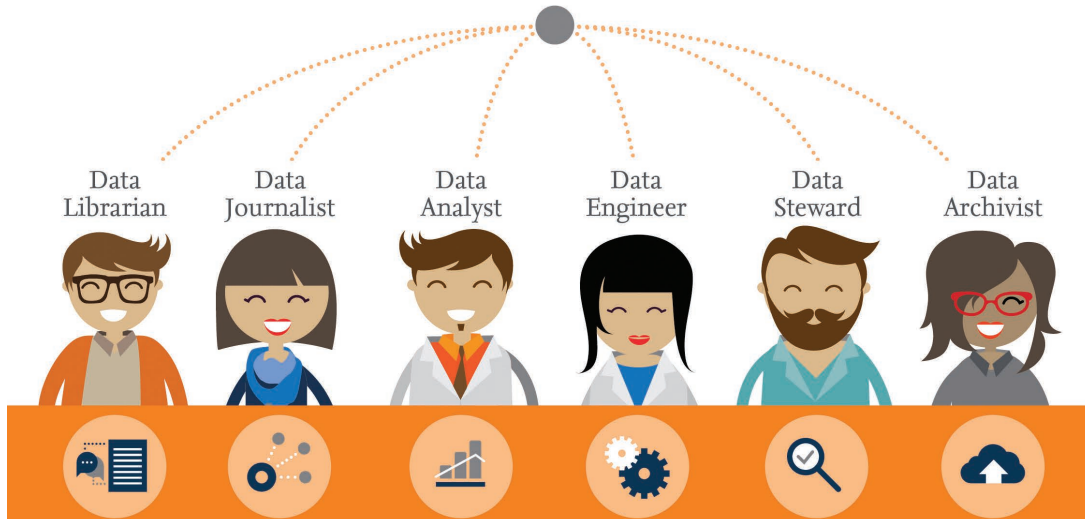 Data
Librarian
Data
Journalist
Data
Analyst
Data
Engineer
Data
Steward
Data
Archivist